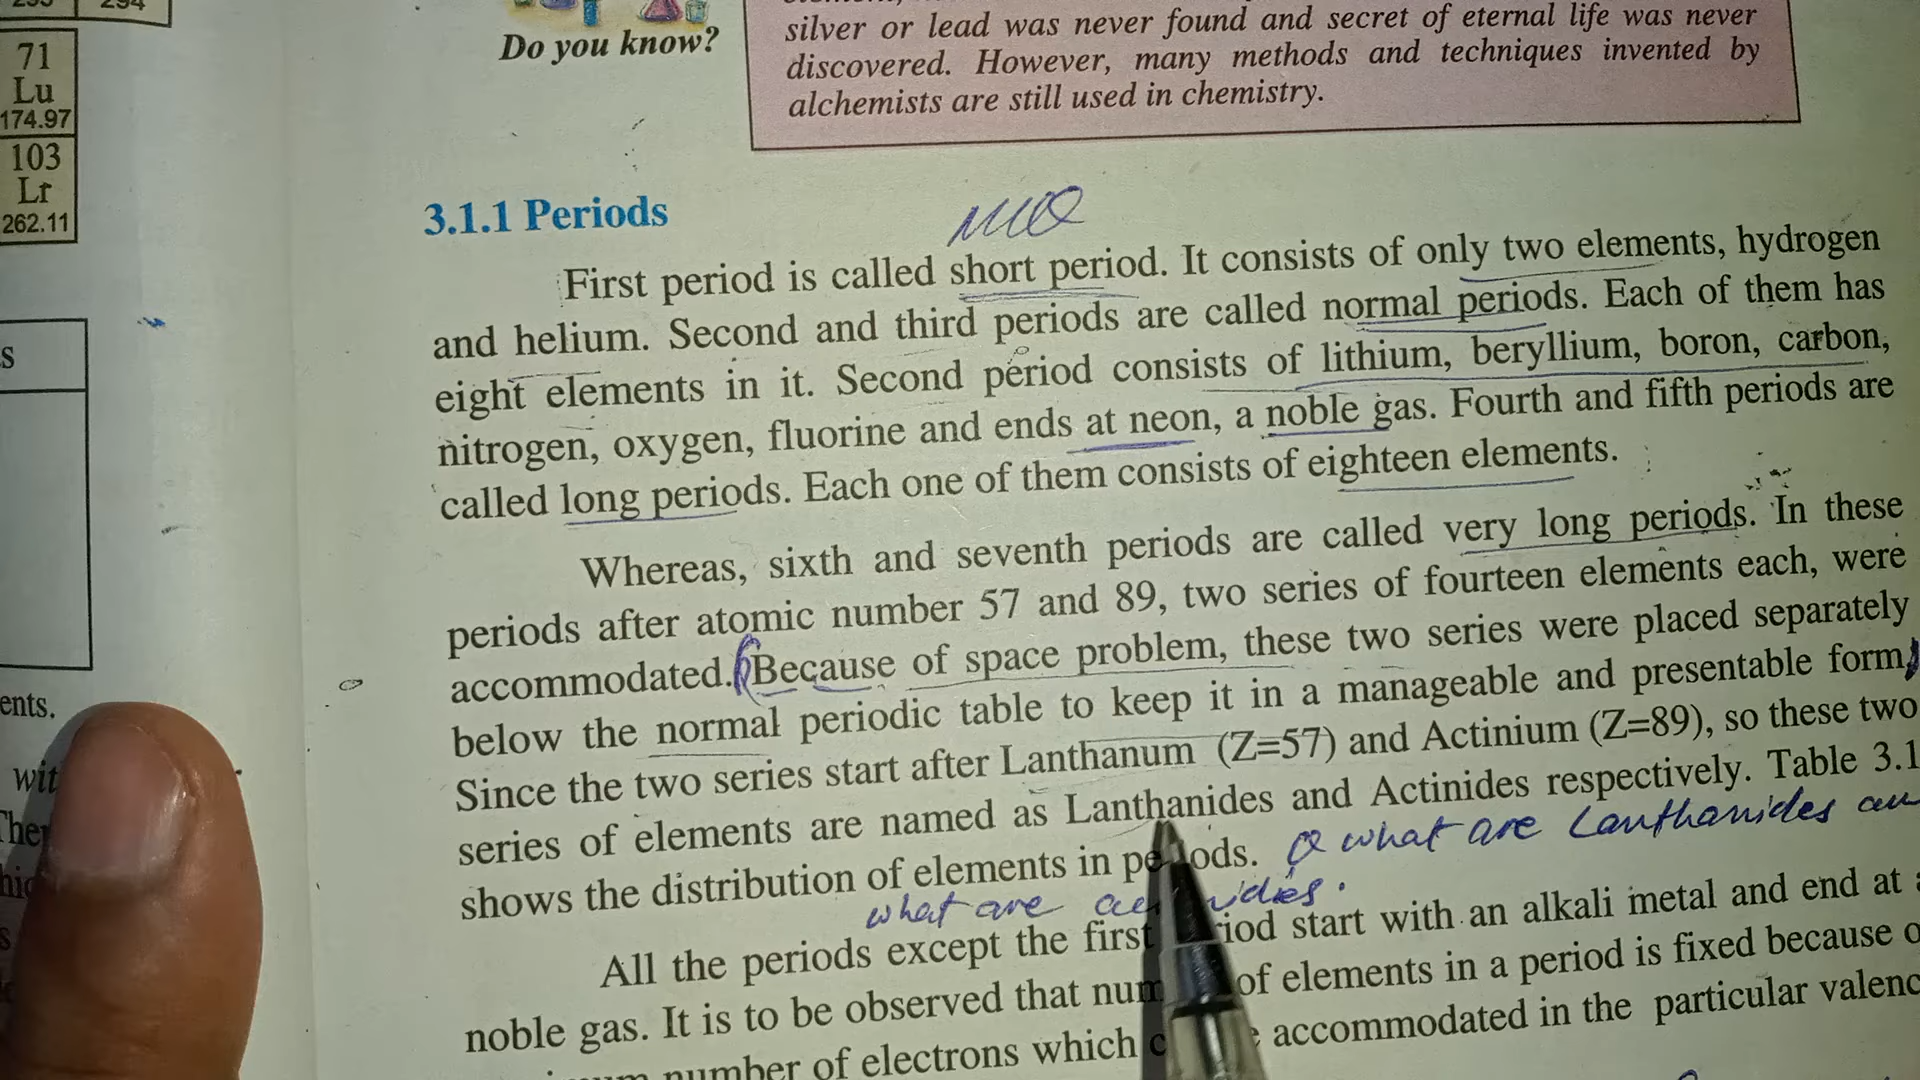 294
71
Lu
174.97
103
Lr
262.11
s
ents.
wit
Do you know?
silver or lead was never found and secret of eternal life was never
discovered. However, many methods and techniques invented by
alchemists are still used in chemistry.
3.1.1 Periods
MCQ
First period is called short period. It consists of only two elements, hydrogen
and helium. Second and third periods are called normal periods. Each of them has
eight elements in it. Second period consists of lithium, beryllium, boron, carbon,
nitrogen, oxygen, fluorine and ends at neon, a noble gas. Fourth and fifth periods are
called long periods. Each one of them consists of eighteen elements.
Whereas, sixth and seventh periods are called very long periods. In these
periods after atomic number 57 and 89, two series of fourteen elements each, were
accommodated. (Because of space problem, these two series were placed separately
below the normal periodic table to keep it in a manageable and presentable form)
Since the two series start after Lanthanum (Z=57) and Actinium (Z=89), so these two
series of elements are named as Lanthanides and Actinides respectively. Table 3.1
shows the distribution of elements in pe ods. Q what are Lanthanides
what are
All the periods except the first iod start with an alkali metal and end at a
noble gas. It is to be observed that num of elements in a period is fixed because o
number of electrons which c accommodated in the particular valenc